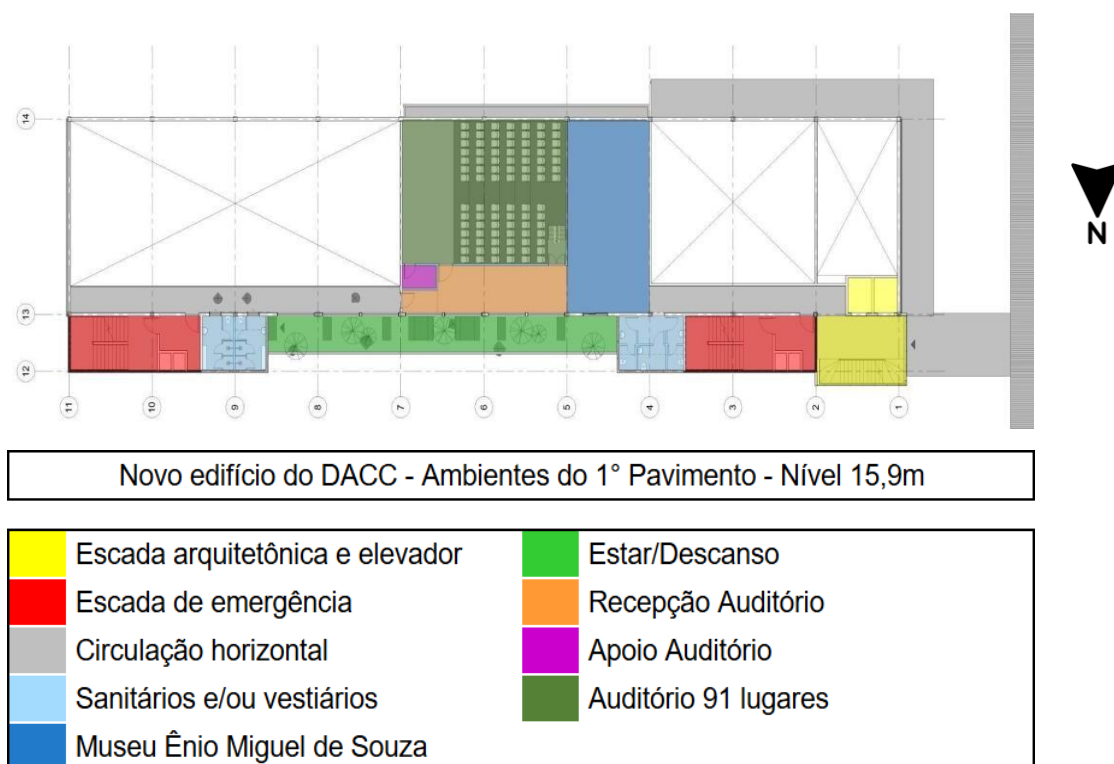 14
13
12
11
10
9
8
7
6
5
4
3
2
1
N
Novo edifício do DACC - Ambientes do 1° Pavimento - Nível 15,9m
Escada arquitetônica e elevador
Estar/Descanso
Escada de emergência
Recepção Auditório
Circulação horizontal
Apoio Auditório
Sanitários e/ou vestiários
Auditório 91 lugares
Museu Ênio Miguel de Souza